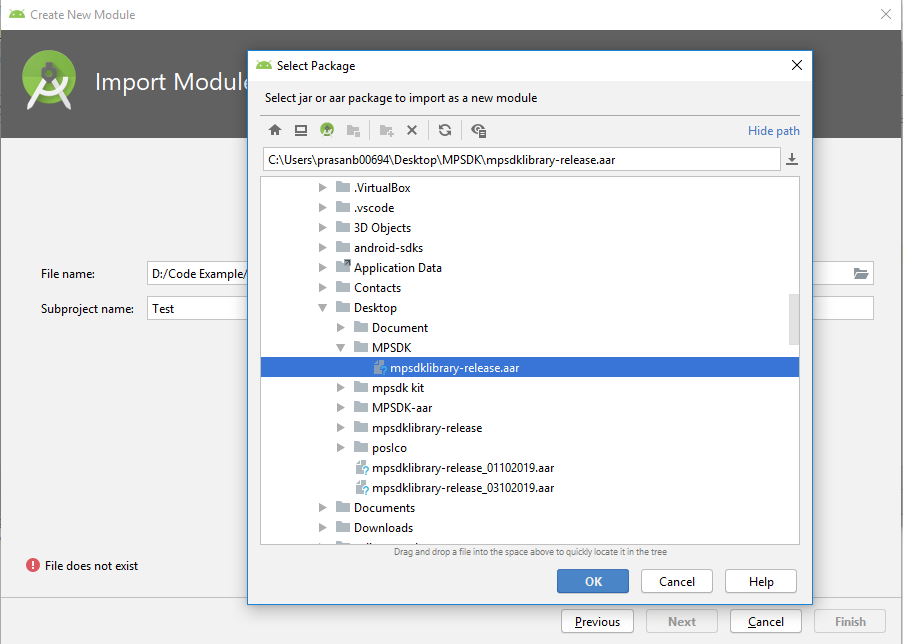 Create New Module
Import Module
Select Package
Select jar or aar package to import as a new module
Hide path
C:\Users\prasanb00694\Desktop\MPSDK\mpsdklibrary-release.aar
.VirtualBox
.vscode
3D Objects
android-sdks
Application Data
Contacts
Desktop
Document
MPSDK
mpsdklibrary-release.aar
mpsdk kit
MPSDK-aar
mpsdklibrary-release
poslco
mpsdklibrary-release_01102019.aar
mpsdklibrary-release_03102019.aar
Documents
Downloads
Drag and drop a file into the space above to quickly locate it in the tree
OK Cancel Help
File name: D:/Code Example/
Subproject name: Test
File does not exist
Previous Next Cancel Finish